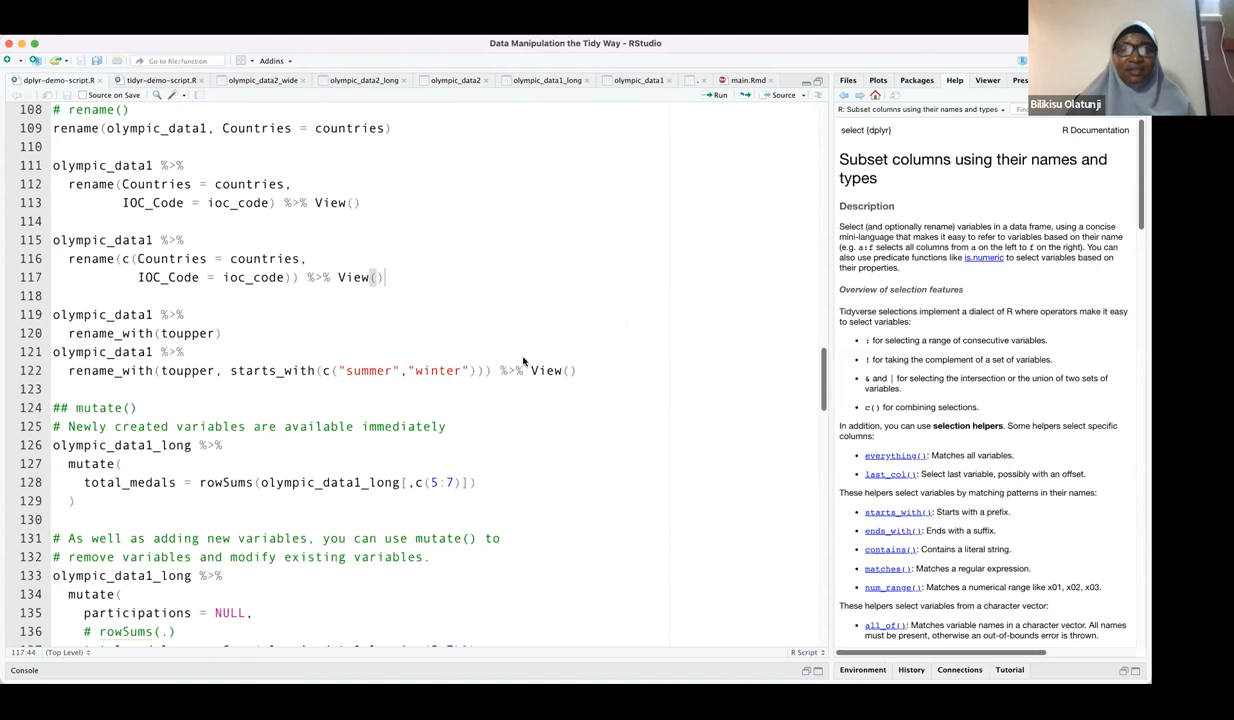 Data Manipulation the Tidy Way - RStudio
Go to file/function
Addins
dplyr-demo-script.R
tidyr-demo-script.R
olympic_data2_wide
olympic_data2_long
olympic_data2
olympic_data1_long
olympic_data1
main.Rmd
Source on Save
Run
Source
108 # rename()
109 rename(olympic_data1, Countries = countries)
110
111 olympic_data1 %>%
112 rename(Countries = countries,
113 IOC_Code = ioc_code) %>% View()
114
115 olympic_data1 %>%
116 rename(c(Countries = countries,
117 IOC_Code = ioc_code)) %>% View()
118
119 olympic_data1 %>%
120 rename_with(toupper)
121 olympic_data1 %>%
122 rename_with(toupper, starts_with(c("summer","winter"))) %>% View()
123
124 ## mutate()
125 # Newly created variables are available immediately
126 olympic_data1_long %>%
127 mutate(
128 total_medals = rowSums(olympic_data1_long[,c(5:7)])
129 )
130
131 # As well as adding new variables, you can use mutate() to
132 # remove variables and modify existing variables.
133 olympic_data1_long %>%
134 mutate(
135 participations = NULL,
136 # rowSums(.)
117:44 (Top Level)
R Script
Console
Files Plots Packages Help Viewer Pres
R: Subset columns using their names and types
select {dplyr}
R Documentation
Subset columns using their names and
types
Description
Select (and optionally rename) variables in a data frame, using a concise
mini-language that makes it easy to refer to variables based on their name
(e.g. a:f selects all columns from a on the left to f on the right). You can
also use predicate functions like is.numeric to select variables based on
their properties.
Overview of selection features
Tidyverse selections implement a dialect of R where operators make it easy
to select variables:
• : for selecting a range of consecutive variables.
• ! for taking the complement of a set of variables.
• & and | for selecting the intersection or the union of two sets of
variables.
• c() for combining selections.
In addition, you can use selection helpers. Some helpers select specific
columns:
• everything(): Matches all variables.
• last_col(): Select last variable, possibly with an offset.
These helpers select variables by matching patterns in their names:
• starts_with(): Starts with a prefix.
• ends_with(): Ends with a suffix.
• contains(): Contains a literal string.
• matches(): Matches a regular expression.
• num_range(): Matches a numerical range like x01, x02, x03.
These helpers select variables from a character vector:
• all_of(): Matches variable names in a character vector. All names
must be present, otherwise an out-of-bounds error is thrown.
Environment History Connections Tutorial
Bilikisu Olatunji